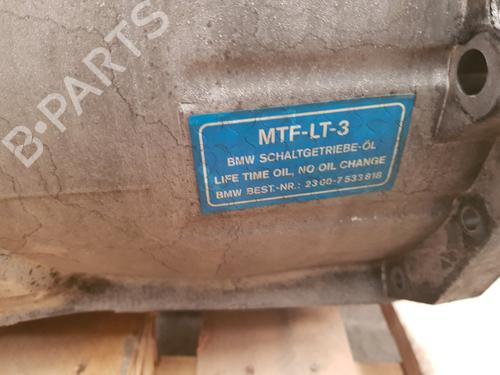 B-PARTS
MTF-LT-3
BMW SCHALTGETRIEBE-ÖL
LIFE TIME OIL, NO OIL CHANGE
BMW BEST.-NR.: 23 00-7 533 818
B-PARTS